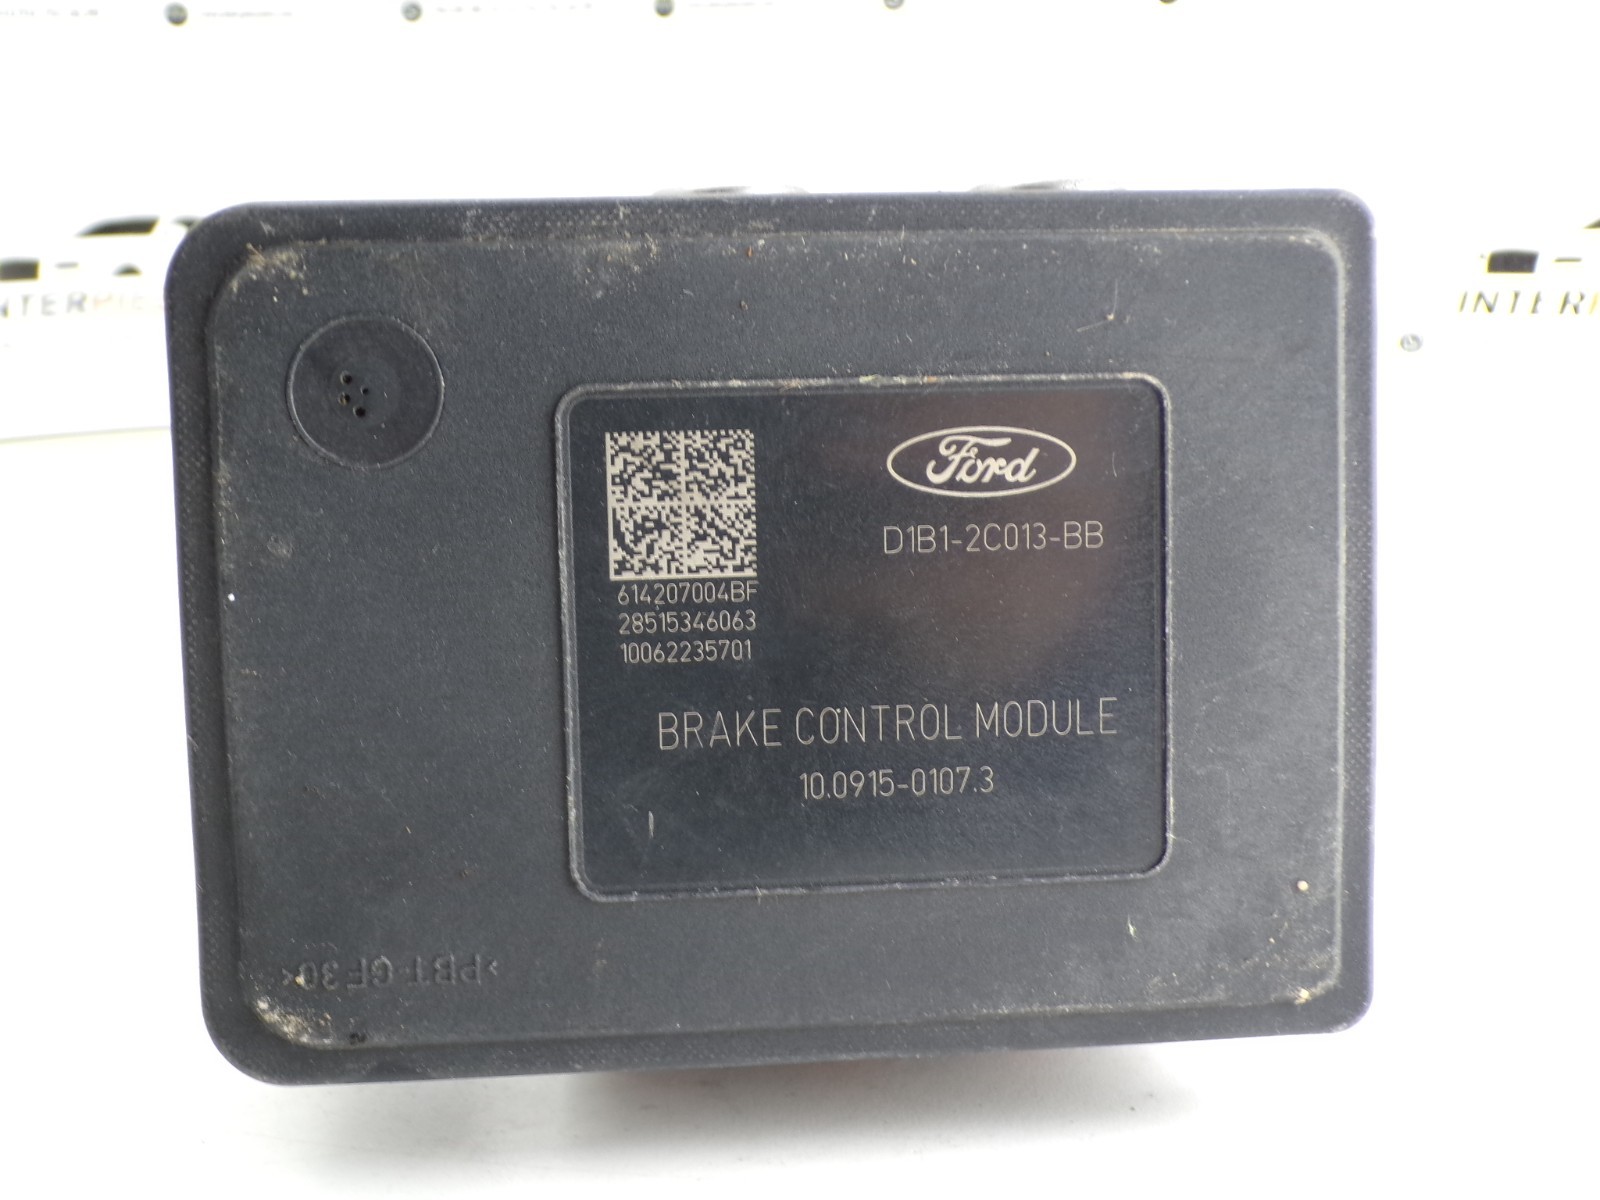 Ford
D1B1-2C013-BB
614207004BF
28515346063
10062235701
BRAKE CONTROL MODULE
10.0915-0107.3
>PBT GF30<
INTER
INTER